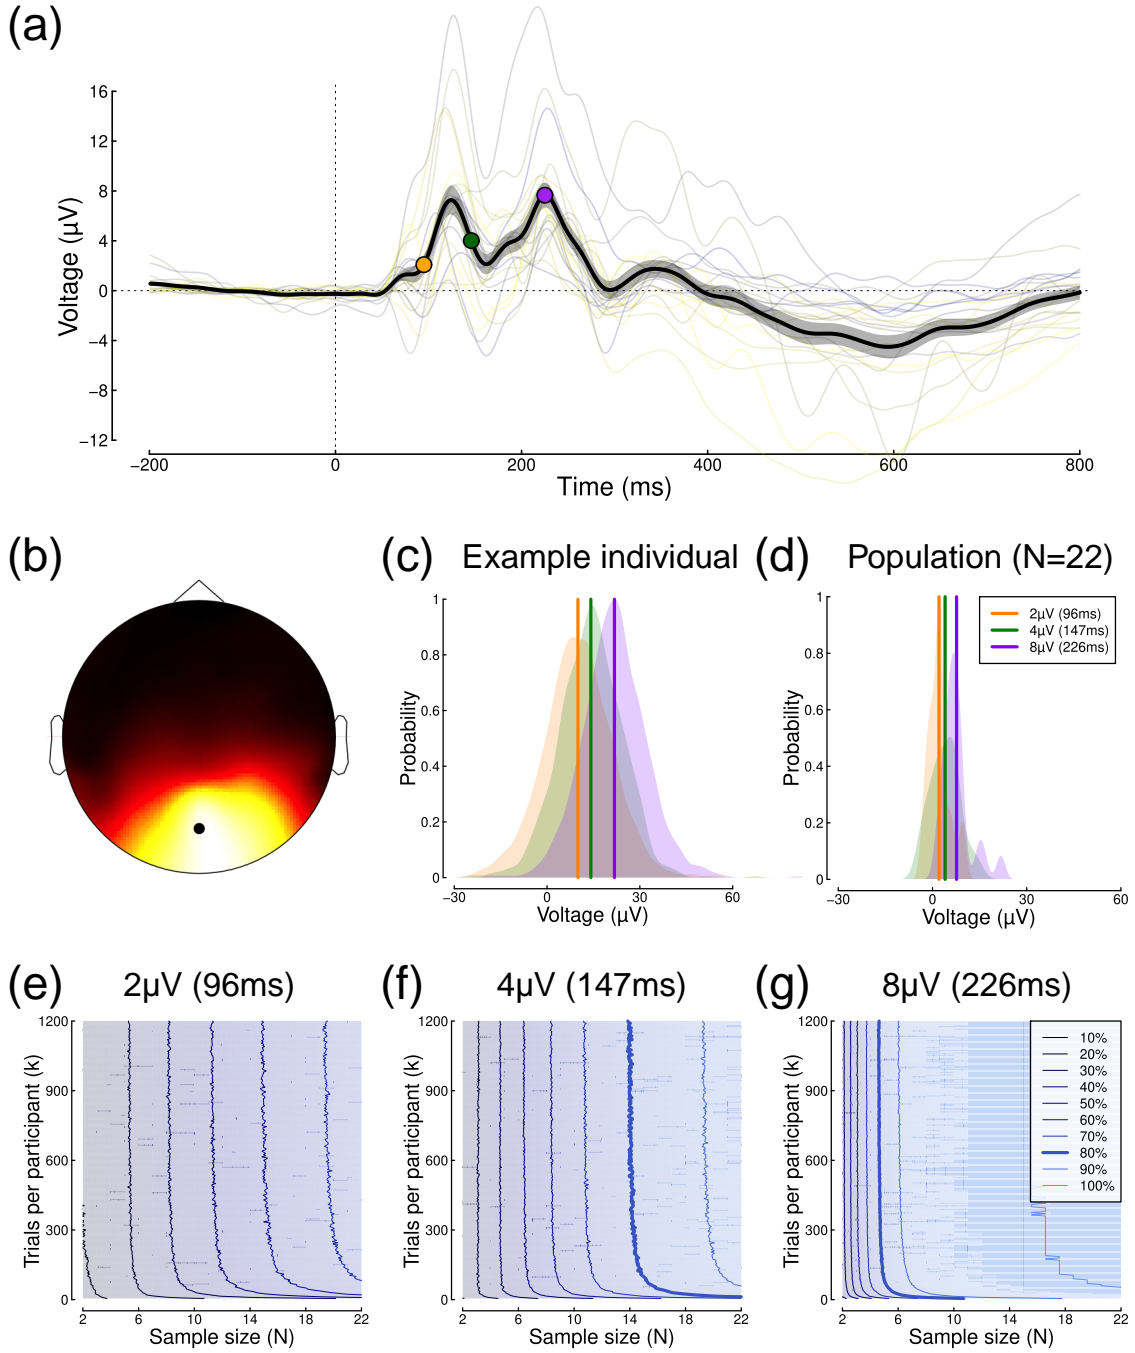 (a)
16
12
8
4
0
−4
−8
−12
Voltage (µV)
−200
0
200
400
600
800
Time (ms)
(b)
(c)
Example individual
1
0.8
0.6
0.4
0.2
0
Probability
−30
0
30
60
Voltage (µV)
(d)
Population (N=22)
1
0.8
0.6
0.4
0.2
0
Probability
2µV (96ms)
4µV (147ms)
8µV (226ms)
−30
0
30
60
Voltage (µV)
(e)
2µV (96ms)
1200
900
600
300
0
Trials per participant (k)
2
6
10
14
18
22
Sample size (N)
(f)
4µV (147ms)
1200
900
600
300
0
Trials per participant (k)
2
6
10
14
18
22
Sample size (N)
(g)
8µV (226ms)
1200
900
600
300
0
Trials per participant (k)
10%
20%
30%
40%
50%
60%
70%
80%
90%
100%
2
6
10
14
18
22
Sample size (N)